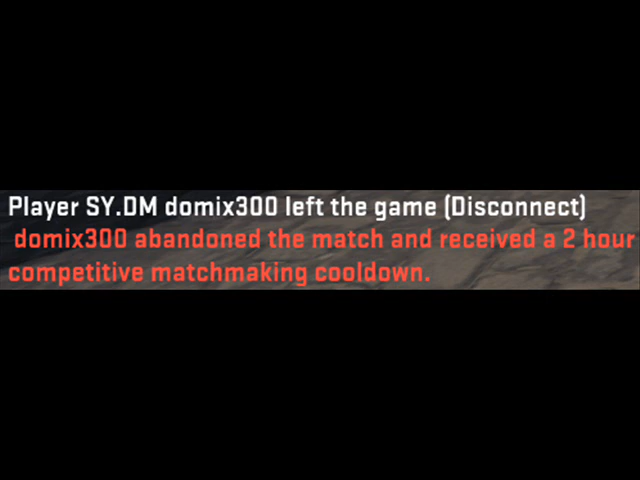 Player SY.DM domix300 left the game (Disconnect)
domix300 abandoned the match and received a 2 hour
competitive matchmaking cooldown.